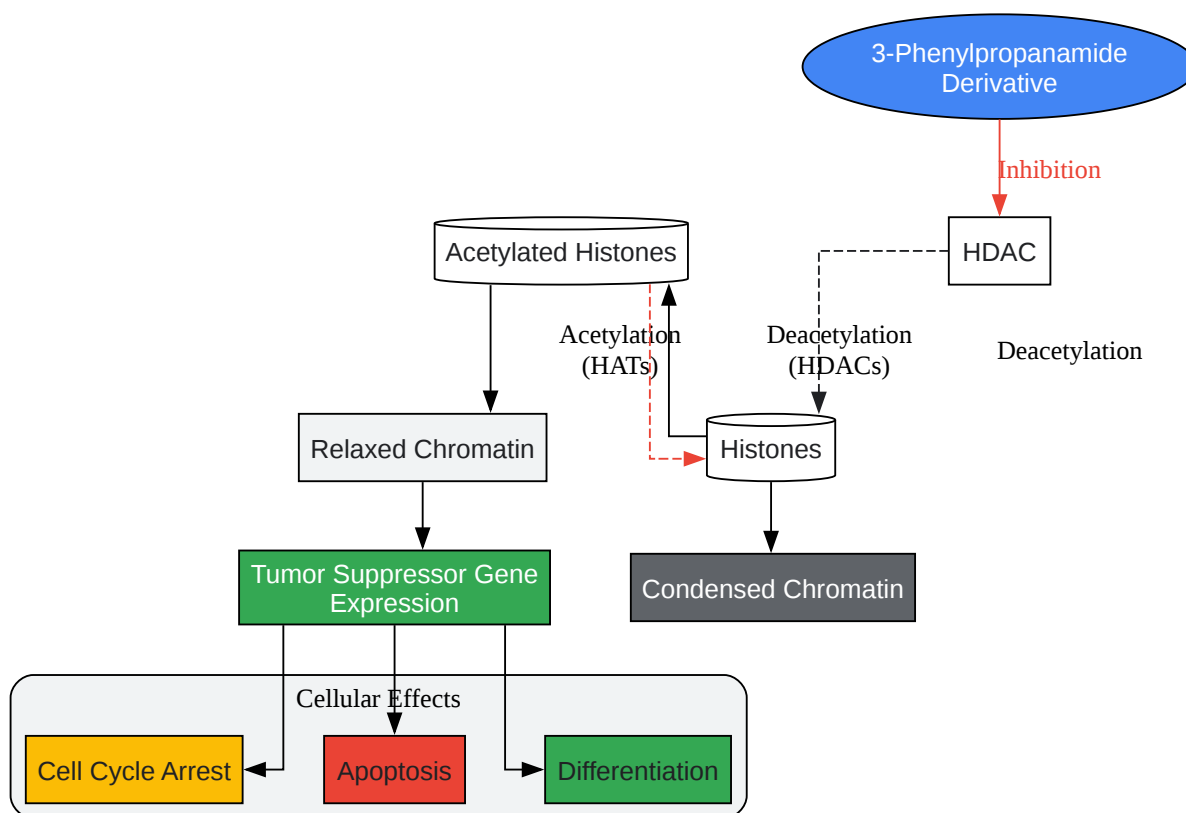 3-Phenylpropanamide
Derivative
Inhibition
Acetylated Histones
HDAC
Acetylation
(HATs)
Deacetylation
(HDACs)
Deacetylation
Relaxed Chromatin
Histones
Tumor Suppressor Gene
Expression
Condensed Chromatin
Cellular Effects
Cell Cycle Arrest
Apoptosis
Differentiation